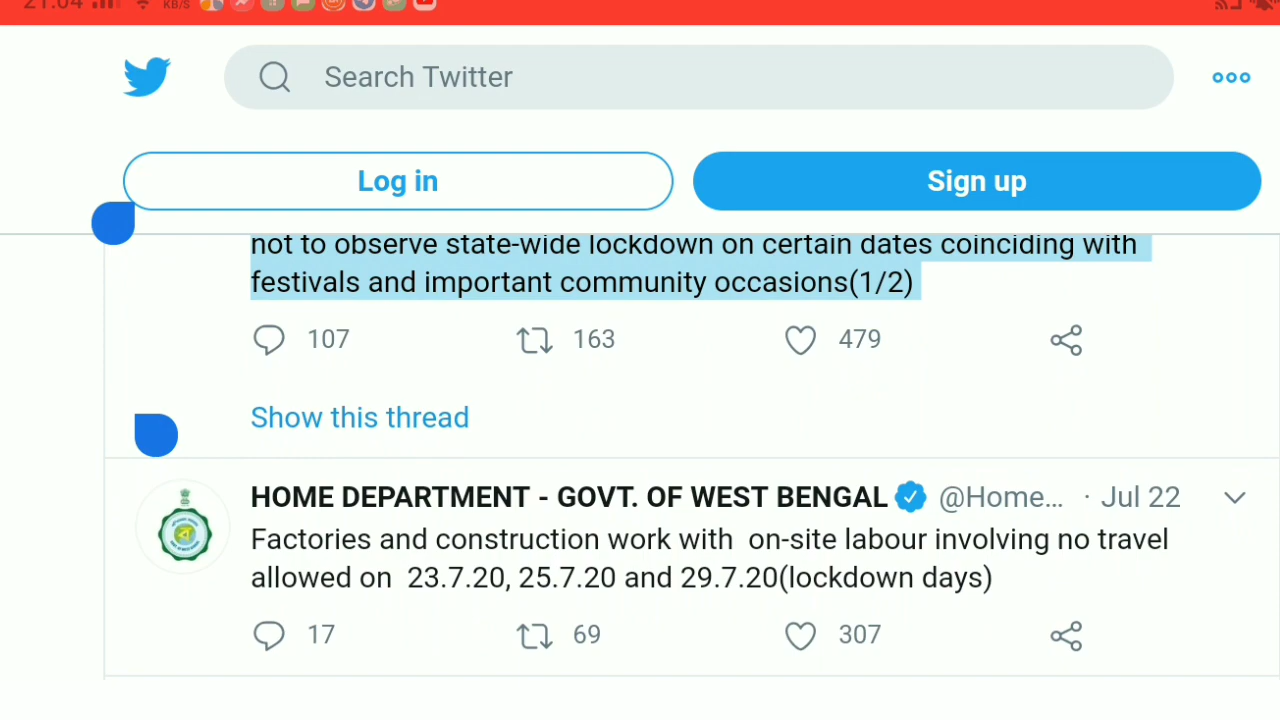 21:04 KB/S
Search Twitter
Log in
Sign up
not to observe state-wide lockdown on certain dates coinciding with
festivals and important community occasions(1/2)
107 163 479
Show this thread
HOME DEPARTMENT - GOVT. OF WEST BENGAL @Home... · Jul 22
Factories and construction work with on-site labour involving no travel
allowed on 23.7.20, 25.7.20 and 29.7.20(lockdown days)
17 69 307